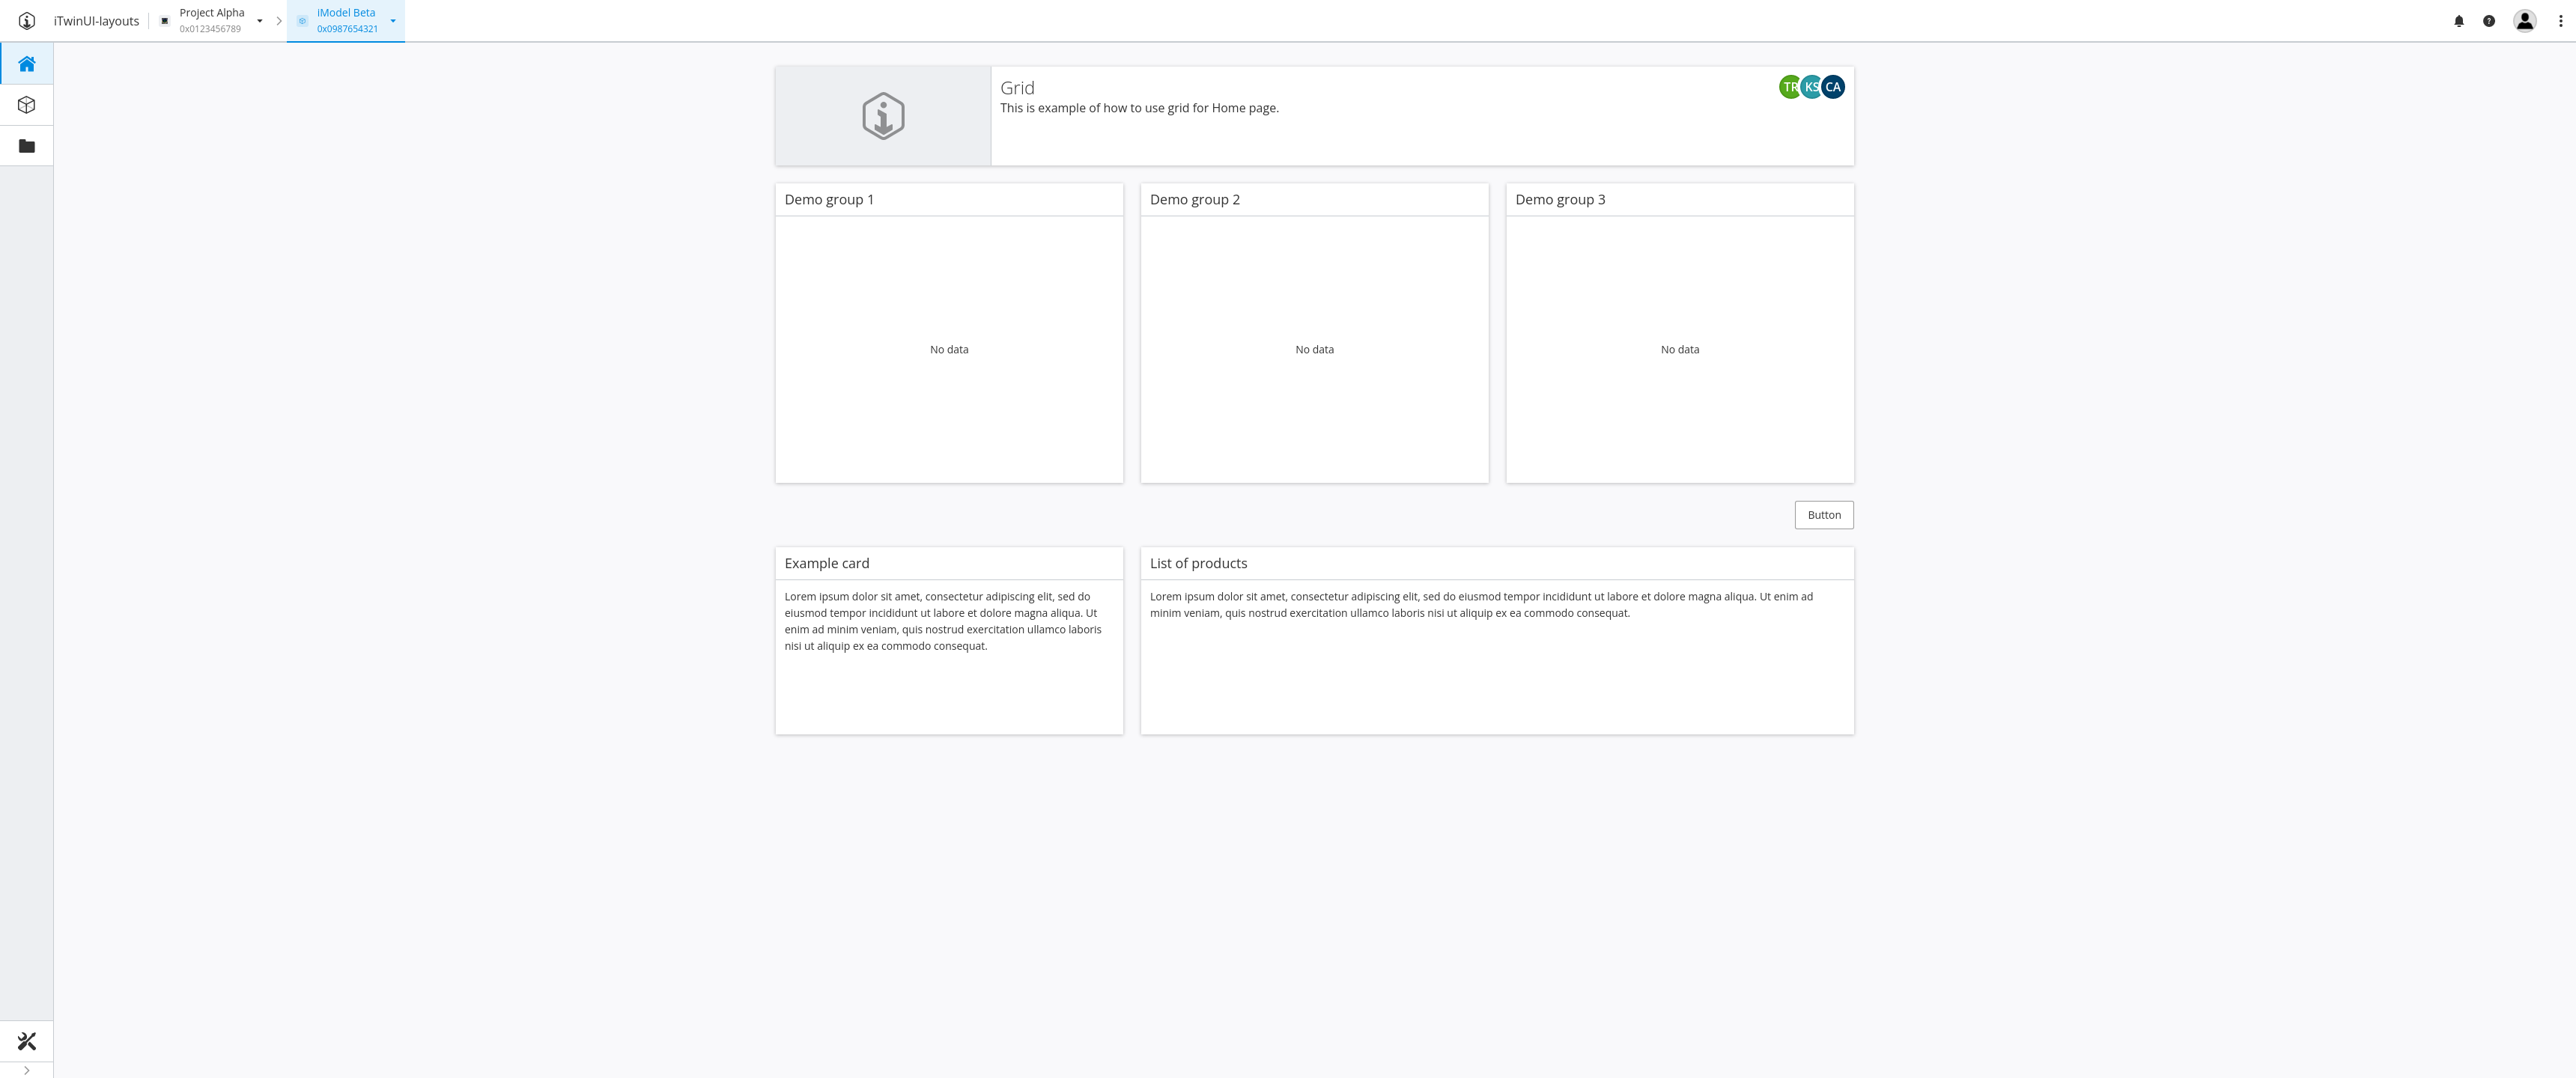 iTwinUI-layouts
Project Alpha
0x0123456789
iModel Beta
0x0987654321
Grid
This is example of how to use grid for Home page.
TR KS CA
Demo group 1
No data
Demo group 2
No data
Demo group 3
No data
Button
Example card
Lorem ipsum dolor sit amet, consectetur adipiscing elit, sed do
eiusmod tempor incididunt ut labore et dolore magna aliqua. Ut
enim ad minim veniam, quis nostrud exercitation ullamco laboris
nisi ut aliquip ex ea commodo consequat.
List of products
Lorem ipsum dolor sit amet, consectetur adipiscing elit, sed do eiusmod tempor incididunt ut labore et dolore magna aliqua. Ut enim ad
minim veniam, quis nostrud exercitation ullamco laboris nisi ut aliquip ex ea commodo consequat.